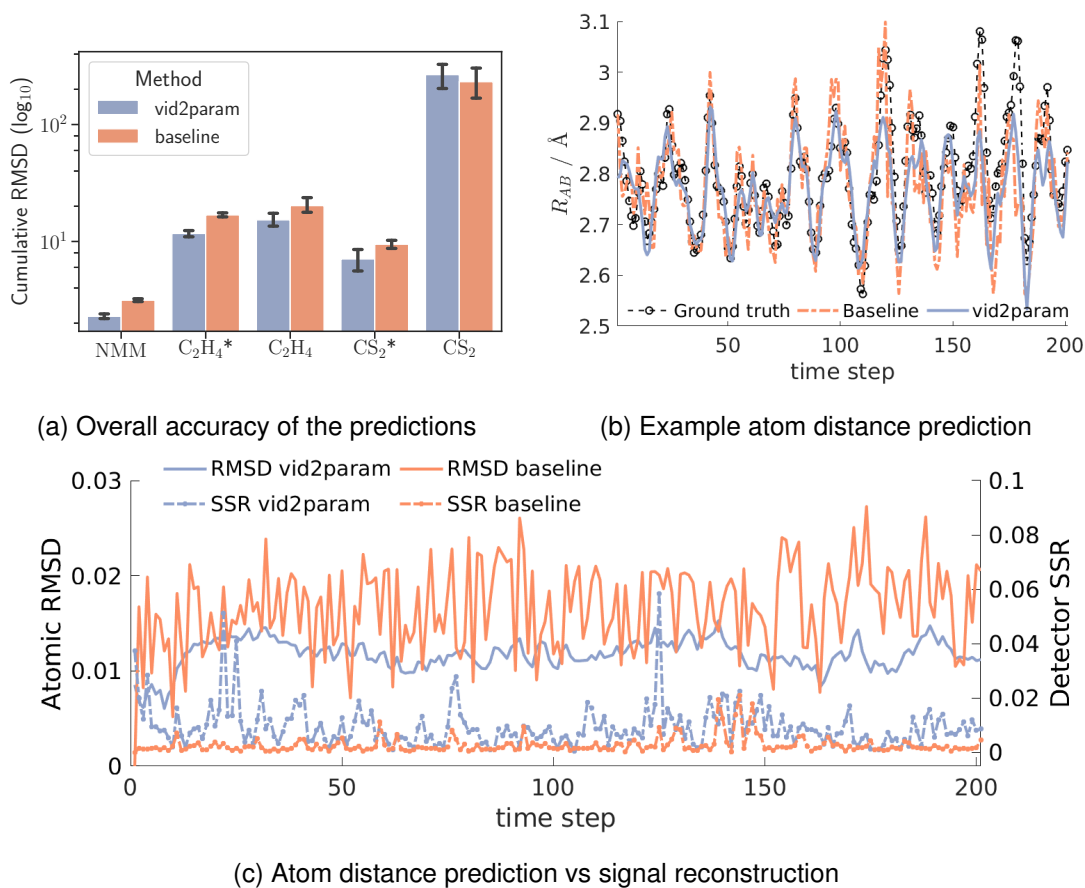 Cumulative RMSD (log₁₀)
10²
10¹
Method
vid2param
baseline
NMM
C₂H₄*
C₂H₄
CS₂*
CS₂
(a) Overall accuracy of the predictions
R_AB / Å
3.1
3
2.9
2.8
2.7
2.6
2.5
Ground truth
Baseline
vid2param
50
100
150
200
time step
(b) Example atom distance prediction
RMSD vid2param
RMSD baseline
SSR vid2param
SSR baseline
Atomic RMSD
0.03
0.02
0.01
0
Detector SSR
0.1
0.08
0.06
0.04
0.02
0
50
100
150
200
time step
(c) Atom distance prediction vs signal reconstruction